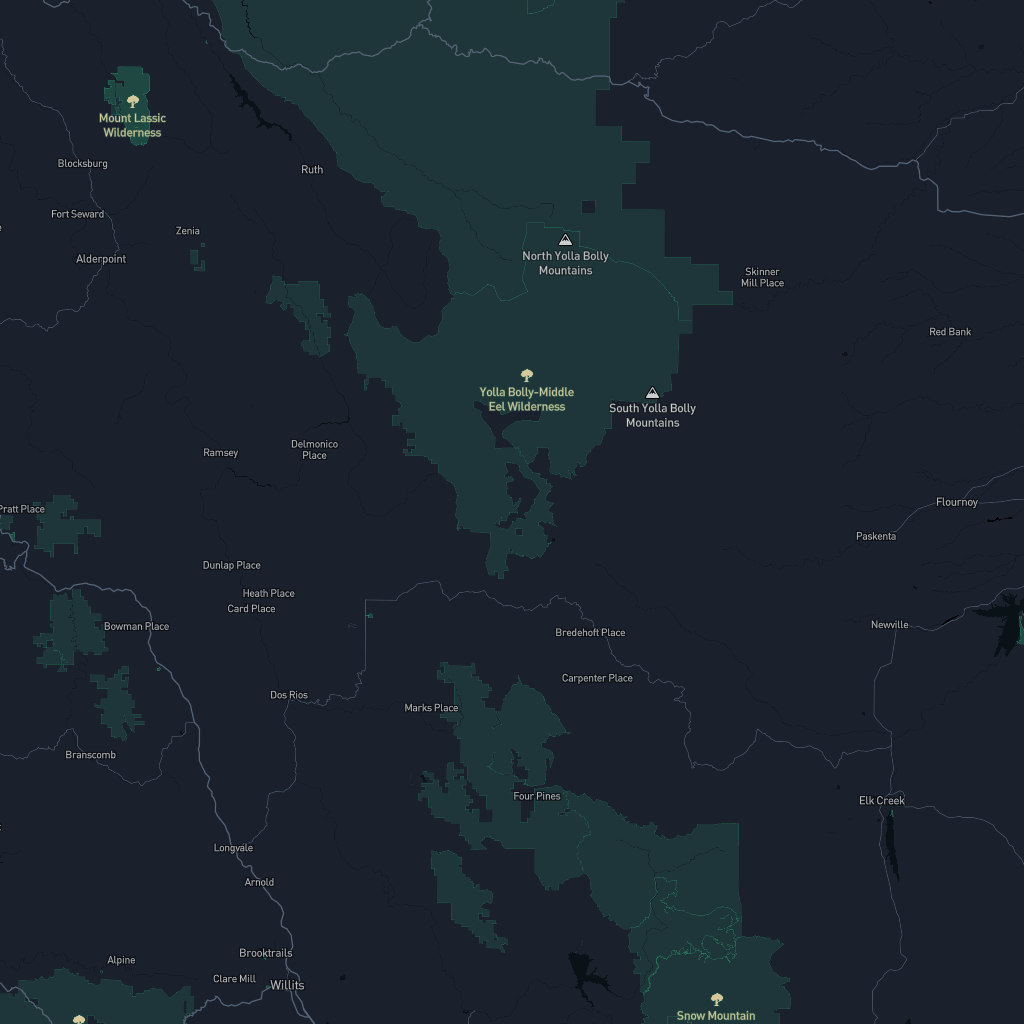 Mount Lassic
Wilderness
Blocksburg
Ruth
Fort Seward
Zenia
Alderpoint
North Yolla Bolly
Mountains
Skinner
Mill Place
Red Bank
Yolla Bolly-Middle
Eel Wilderness
South Yolla Bolly
Mountains
Delmonico
Place
Ramsey
Flournoy
Pratt Place
Paskenta
Dunlap Place
Heath Place
Card Place
Bowman Place
Newville
Bredehoft Place
Carpenter Place
Dos Rios
Marks Place
Branscomb
Four Pines
Elk Creek
Longvale
Arnold
Brooktrails
Alpine
Clare Mill
Willits
Snow Mountain